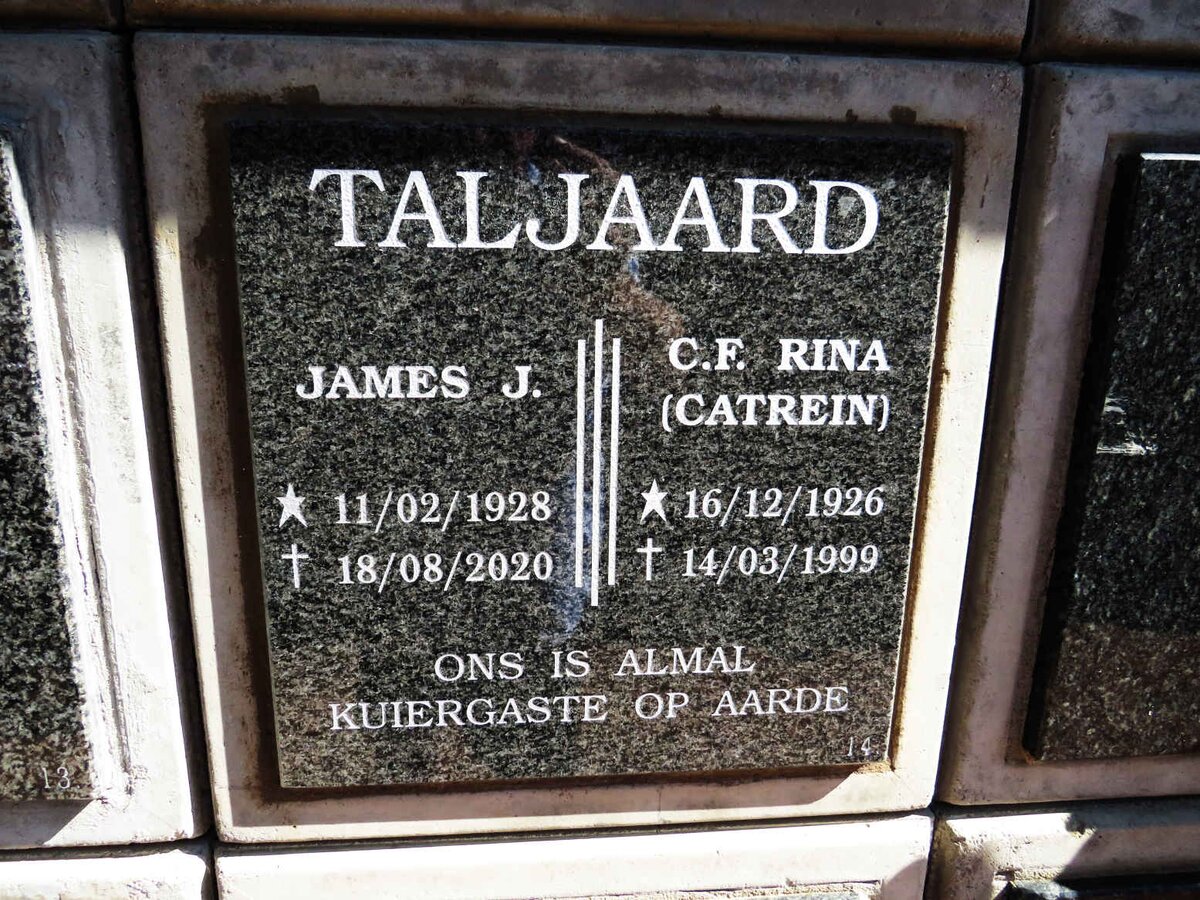 TALJAARD
JAMES J.
11/02/1928
18/08/2020
C.F. RINA
(CATREIN)
16/12/1926
14/03/1999
ONS IS ALMAL
KUIERGASTE OP AARDE
14
13